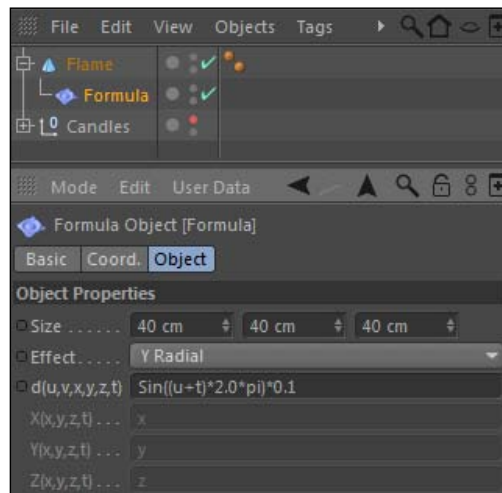 File Edit View Objects Tags
Flame
Formula
Candles
Mode Edit User Data
Formula Object [Formula]
Basic Coord. Object
Object Properties
Size . . . . . . 40 cm 40 cm 40 cm
Effect . . . . . Y Radial
d(u,v,x,y,z,t) Sin((u+t)*2.0*pi)*0.1
X(x,y,z,t) . . . x
Y(x,y,z,t) . . . y
Z(x,y,z,t) . . . z